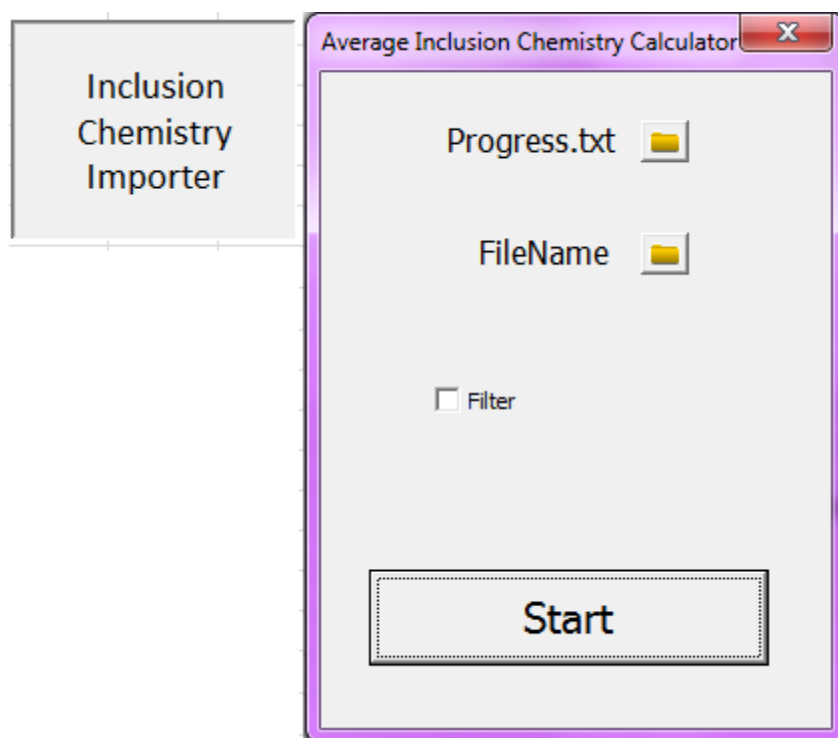 Inclusion
Chemistry
Importer
Average Inclusion Chemistry Calculator
Progress.txt
FileName
Filter
Start